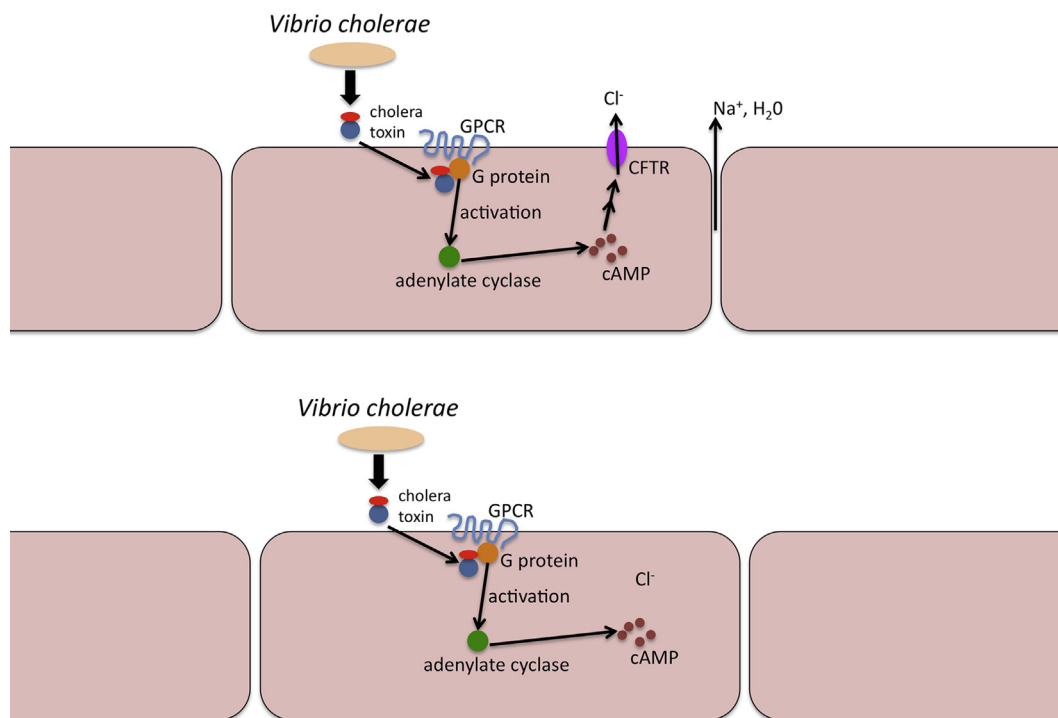 Vibrio cholerae
cholera
toxin
GPCR
G protein
activation
adenylate cyclase
cAMP
CFTR
Cl⁻
Na⁺, H₂0
Vibrio cholerae
cholera
toxin
GPCR
G protein
activation
adenylate cyclase
cAMP
Cl⁻